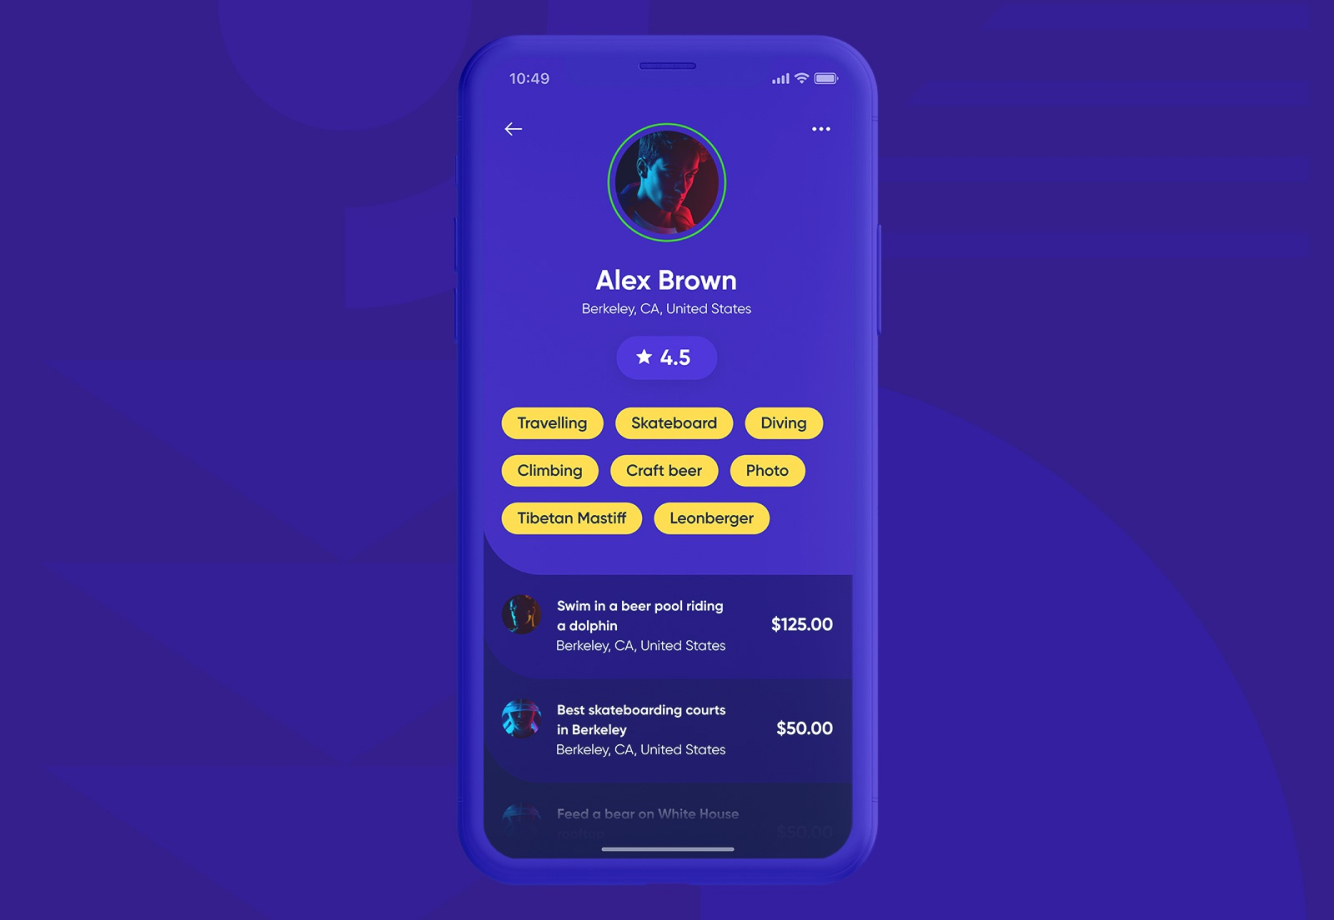 10:49
Alex Brown
Berkeley, CA, United States
4.5
Travelling Skateboard Diving
Climbing Craft beer Photo
Tibetan Mastiff Leonberger
Swim in a beer pool riding
a dolphin
Berkeley, CA, United States
$125.00
Best skateboarding courts
in Berkeley
Berkeley, CA, United States
$50.00
Feed a bear on White House
rooftop
$50.00